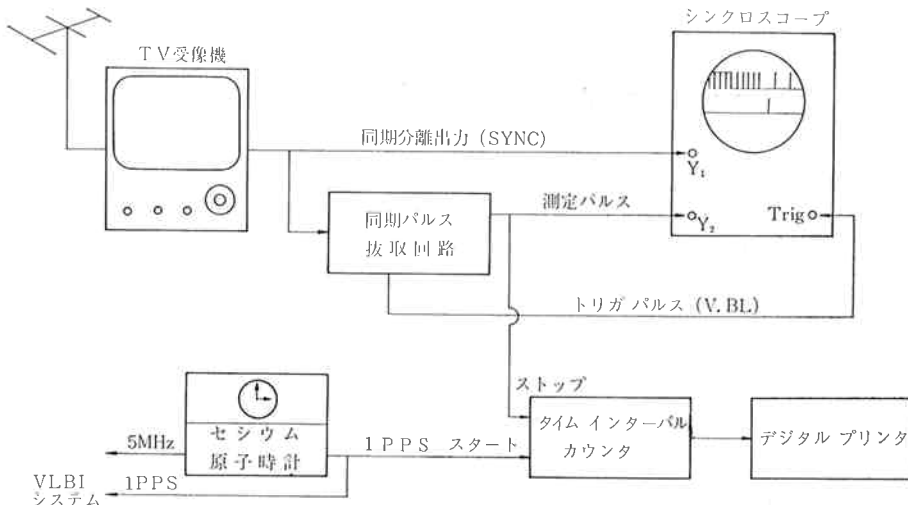 シンクロスコープ
TV受像機
同期分離出力 (SYNC)
Y₁
測定パルス
Y₂
Trig
同期パルス
抜取回路
トリガ パルス (V.BL)
ストップ
セシウム
原子時計
5MHz
1PPS スタート
タイム インターバル
カウンタ
デジタル プリンタ
VLBI
システム
1PPS